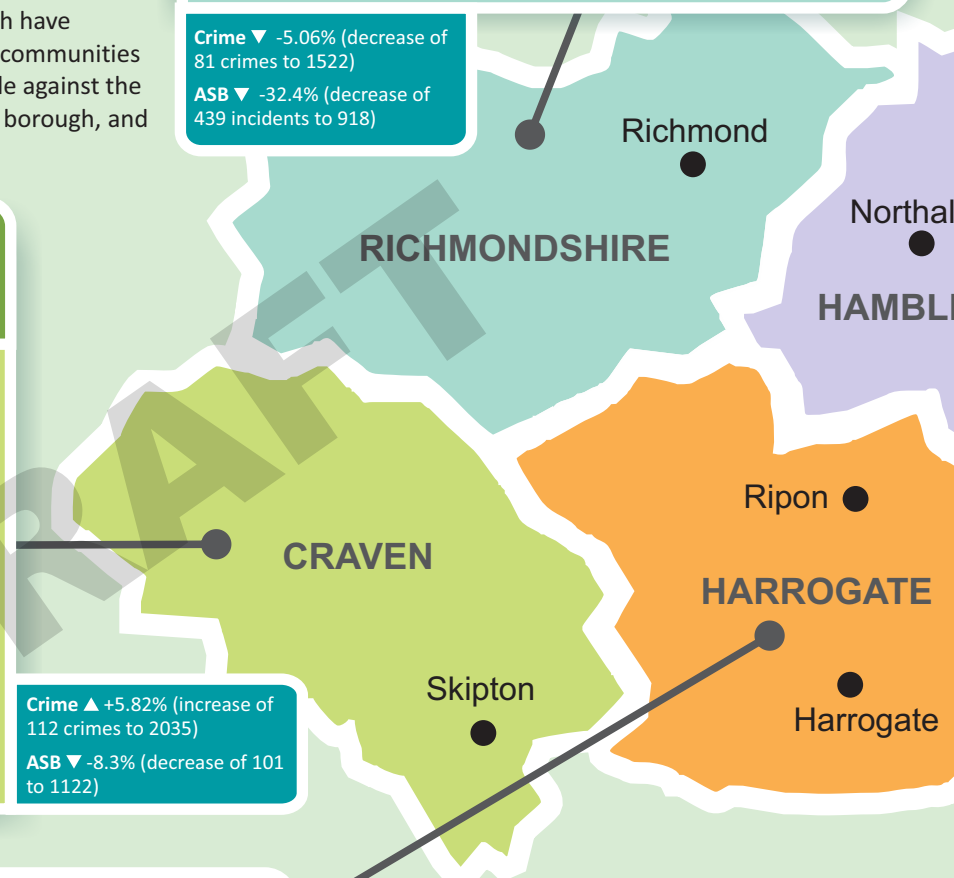 h have
communities
le against the
borough, and
Crime ▼ -5.06% (decrease of
81 crimes to 1522)
ASB ▼ -32.4% (decrease of
439 incidents to 918)
Richmond
RICHMONDSHIRE
Northal
HAMBL
CRAVEN
Ripon
HARROGATE
Skipton
Harrogate
Crime ▲ +5.82% (increase of
112 crimes to 2035)
ASB ▼ -8.3% (decrease of 101
to 1122)
RAFT